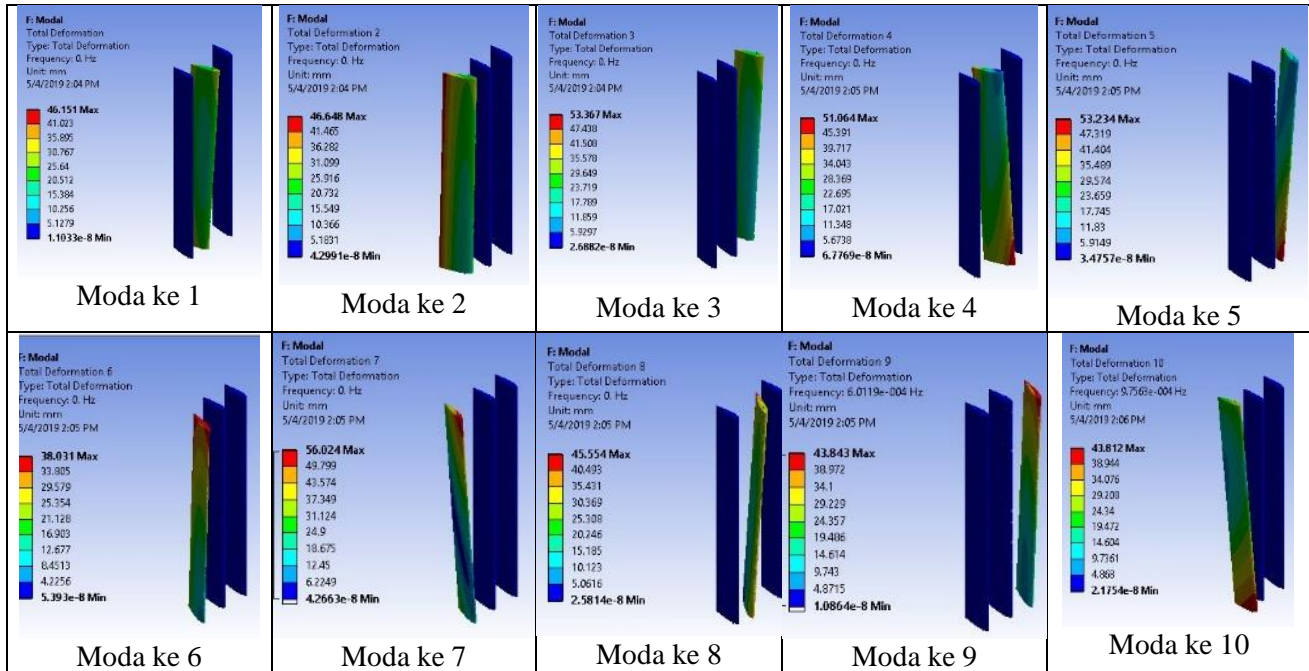 F: Modal
Total Deformation
Type: Total Deformation
Frequency: 0. Hz
Unit: mm
5/4/2019 2:04 PM
46.151 Max
41.023
35.895
30.767
25.64
20.512
15.384
10.256
5.1279
1.1033e-8 Min
Moda ke 1
F: Modal
Total Deformation 2
Type: Total Deformation
Frequency: 0. Hz
Unit: mm
5/4/2019 2:04 PM
46.648 Max
41.465
36.282
31.099
25.916
20.732
15.549
10.366
5.1831
4.2991e-8 Min
Moda ke 2
F: Modal
Total Deformation 3
Type: Total Deformation
Frequency: 0. Hz
Unit: mm
5/4/2019 2:04 PM
53.367 Max
47.438
41.508
35.578
29.649
23.719
17.789
11.859
5.9297
2.6882e-8 Min
Moda ke 3
F: Modal
Total Deformation 4
Type: Total Deformation
Frequency: 0. Hz
Unit: mm
5/4/2019 2:05 PM
51.064 Max
45.391
39.717
34.043
28.369
22.695
17.021
11.348
5.6738
6.7769e-8 Min
Moda ke 4
F: Modal
Total Deformation 5
Type: Total Deformation
Frequency: 0. Hz
Unit: mm
5/4/2019 2:05 PM
53.234 Max
47.319
41.404
35.489
29.574
23.659
17.745
11.83
5.9149
3.4757e-8 Min
Moda ke 5
F: Modal
Total Deformation 6
Type: Total Deformation
Frequency: 0. Hz
Unit: mm
5/4/2019 2:05 PM
38.031 Max
33.805
29.579
25.354
21.128
16.903
12.677
8.4513
4.2256
5.393e-8 Min
Moda ke 6
F: Modal
Total Deformation 7
Type: Total Deformation
Frequency: 0. Hz
Unit: mm
5/4/2019 2:05 PM
56.024 Max
49.799
43.574
37.349
31.124
24.9
18.675
12.45
6.2249
4.2663e-8 Min
Moda ke 7
F: Modal
Total Deformation 8
Type: Total Deformation
Frequency: 0. Hz
Unit: mm
5/4/2019 2:05 PM
45.554 Max
40.493
35.431
30.369
25.308
20.246
15.185
10.123
5.0616
2.5814e-8 Min
Moda ke 8
F: Modal
Total Deformation 9
Type: Total Deformation
Frequency: 6.0119e-004 Hz
Unit: mm
5/4/2019 2:05 PM
43.843 Max
38.972
34.1
29.229
24.357
19.486
14.614
9.743
4.8715
1.0864e-8 Min
Moda ke 9
F: Modal
Total Deformation 10
Type: Total Deformation
Frequency: 9.7563e-004 Hz
Unit: mm
5/4/2019 2:06 PM
43.812 Max
38.944
34.076
29.208
24.34
19.472
14.604
9.7361
4.868
2.1754e-8 Min
Moda ke 10